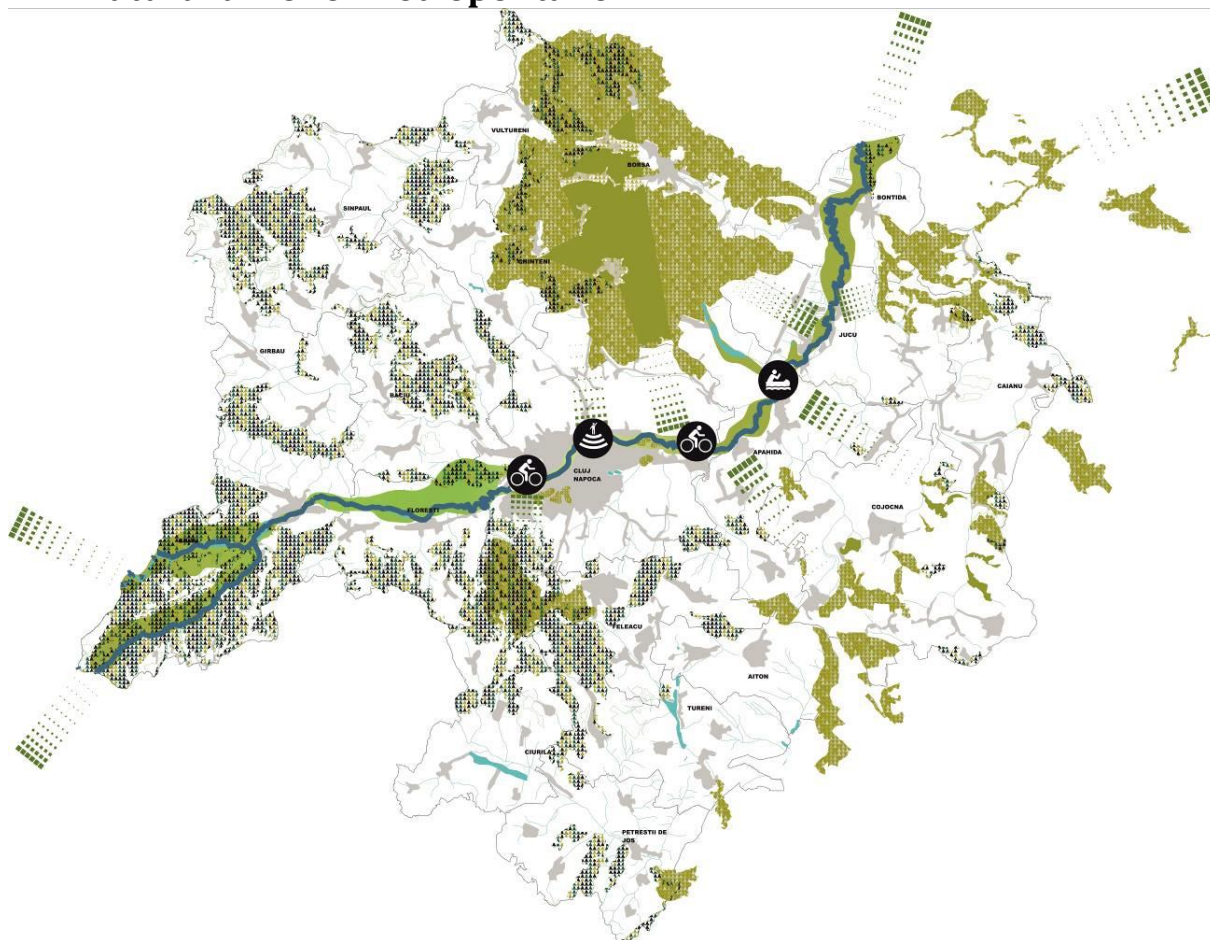 VULTURENI
BORSA
BONTIDA
SINPAUL
CHINTENI
JUCU
GIRBAU
CAIANU
BACIU
APAHIDA
CLUJ
NAPOCA
FLORESTI
COJOCNA
FELEACU
AITON
TURENI
CIURILA
PETRESTII DE
JOS